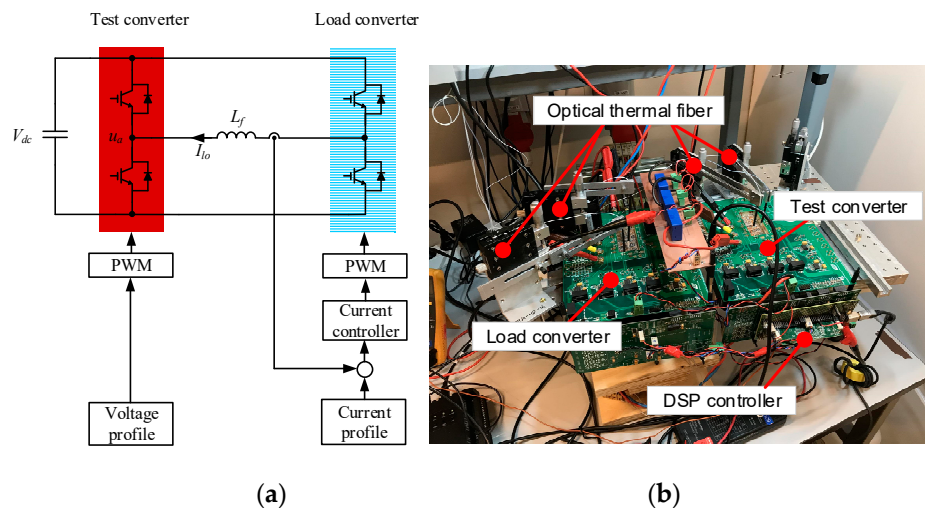 Test converter
Load converter
V_dc
u_a
L_f
I_lo
PWM
PWM
Current
controller
Voltage
profile
Current
profile
(a)
Optical thermal fiber
Test converter
Load converter
DSP controller
(b)